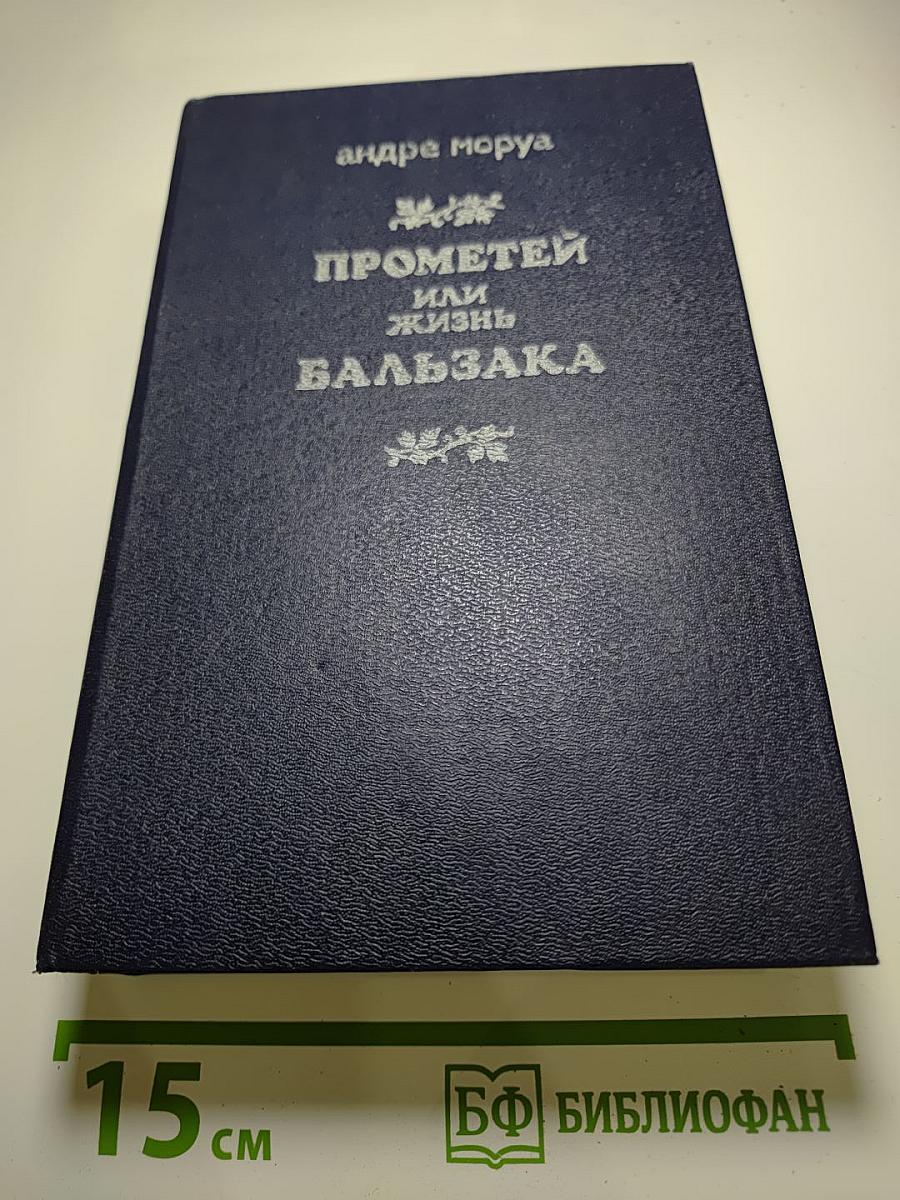 андре моруа
ПРОМЕТЕЙ
ИЛИ
ЖИЗНЬ
БАЛЬЗАКА
15 см
БФ БИБЛИОФАН